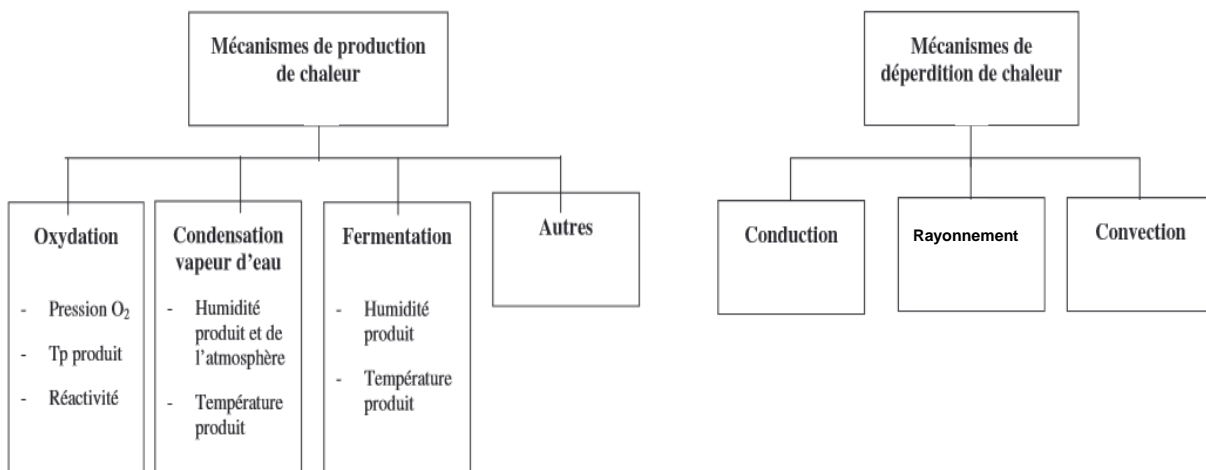 Mécanismes de production
de chaleur
Mécanismes de
déperdition de chaleur
Oxydation
- Pression O₂
- Tp produit
- Réactivité
Condensation
vapeur d'eau
- Humidité
produit et de
l'atmosphère
- Température
produit
Fermentation
- Humidité
produit
- Température
produit
Autres
Conduction
Rayonnement
Convection